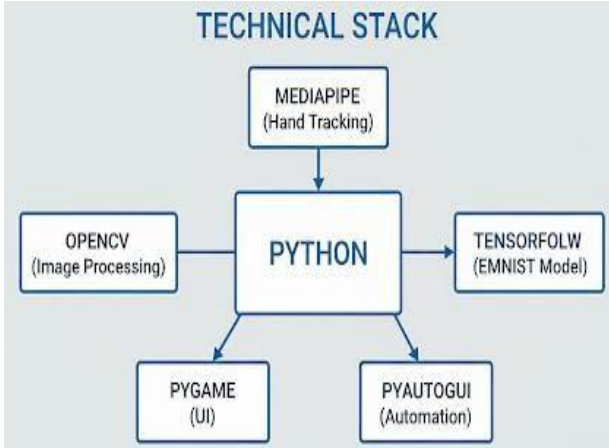 TECHNICAL STACK
MEDIAPIPE
(Hand Tracking)
OPENCV
(Image Processing)
PYTHON
TENSORFOLW
(EMNIST Model)
PYGAME
(UI)
PYAUTOGUI
(Automation)